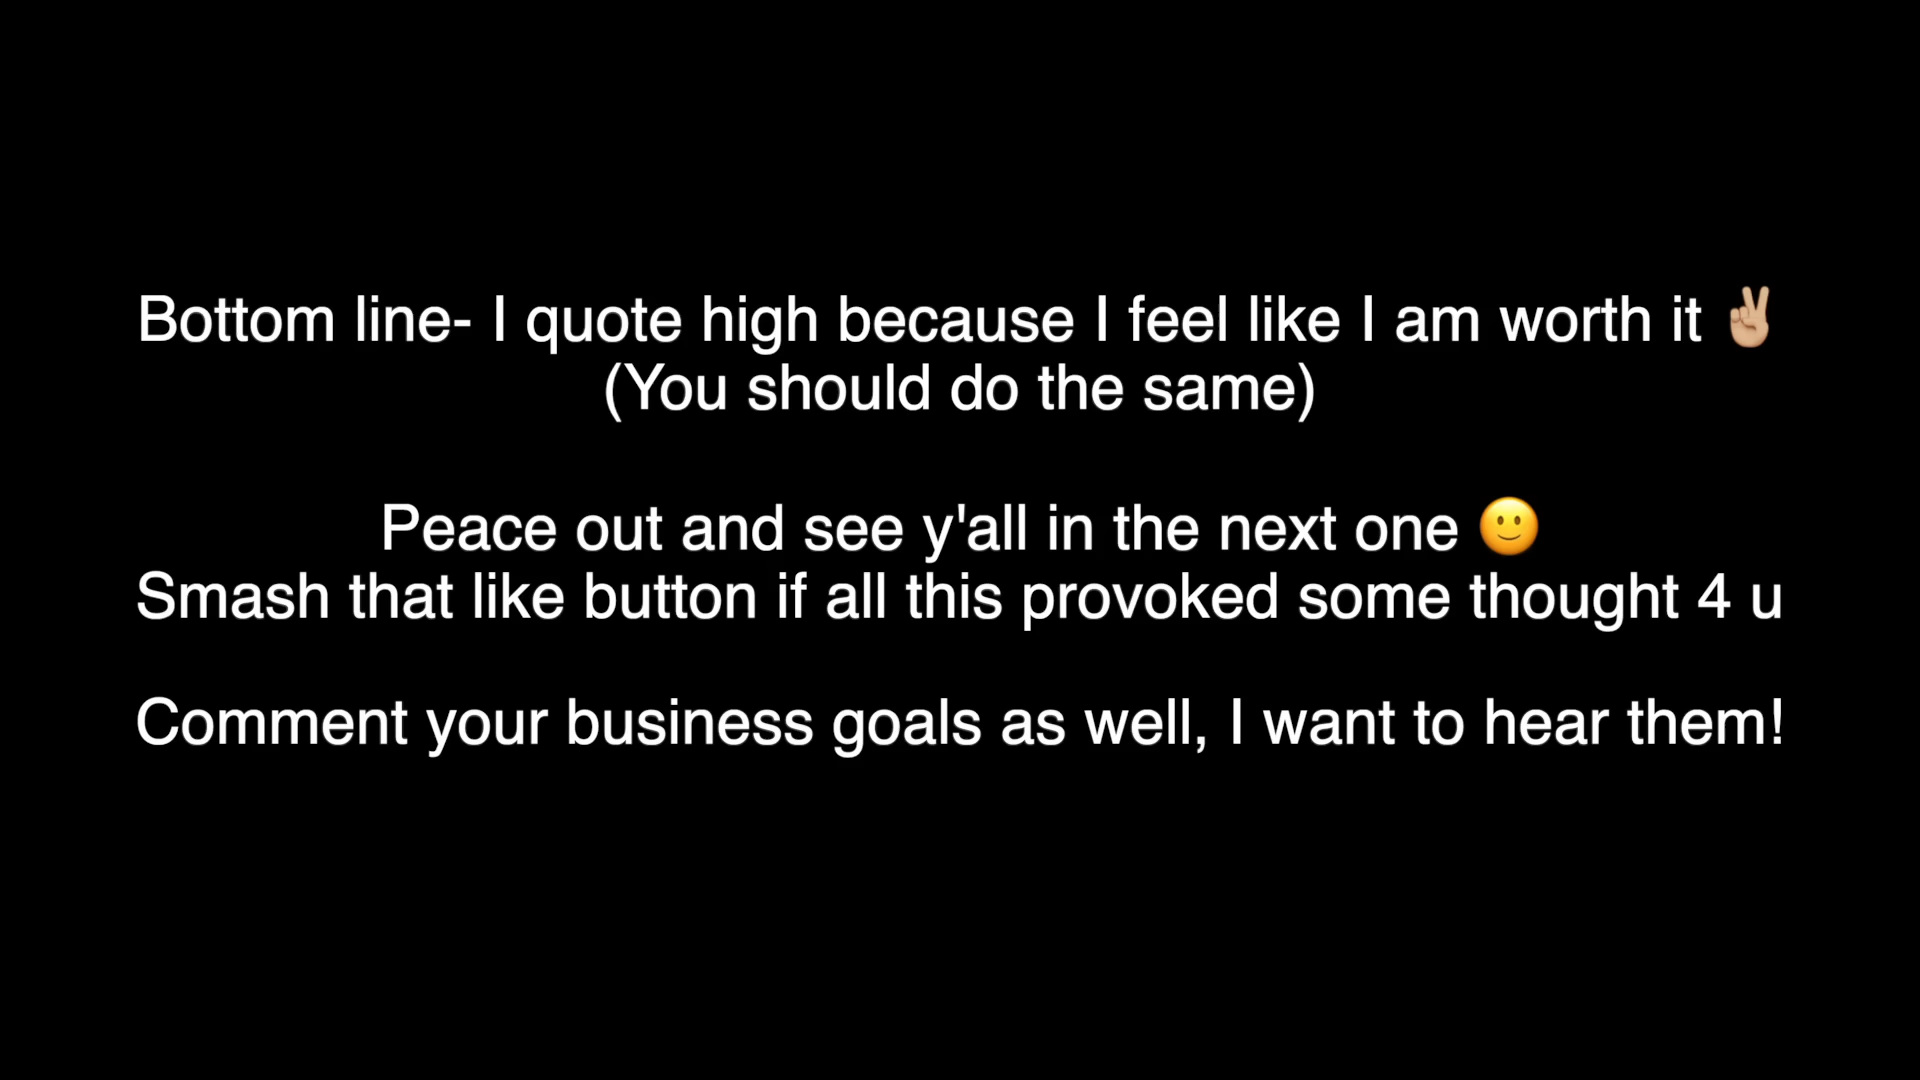 Bottom line- I quote high because I feel like I am worth it ✌🏼
(You should do the same)
Peace out and see y'all in the next one 🙂
Smash that like button if all this provoked some thought 4 u
Comment your business goals as well, I want to hear them!